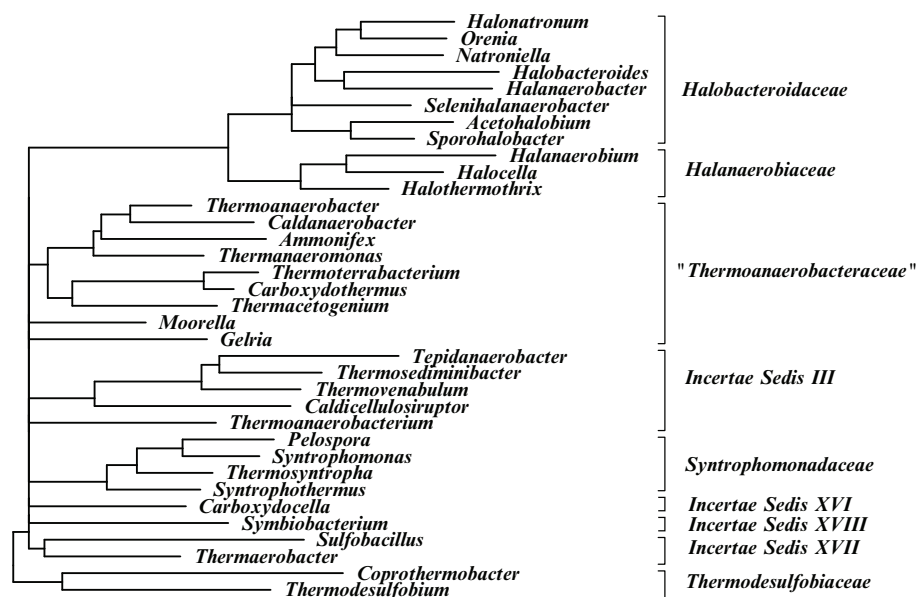 Halonatronum
Orenia
Natroniella
Halobacteroides
Halanaerobacter
Selenihalanaerobacter
Acetohalobium
Sporohalobacter
Halobacteroidaceae
Halanaerobium
Halocella
Halothermothrix
Halanaerobiaceae
Thermoanaerobacter
Caldanaerobacter
Ammonifex
Thermanaeromonas
Thermoterrabacterium
Carboxydothermus
Thermacetogenium
Moorella
Gelria
"Thermoanaerobacteraceae"
Tepidanaerobacter
Thermosediminibacter
Thermovenabulum
Caldicellulosiruptor
Thermoanaerobacterium
Incertae Sedis III
Pelospora
Syntrophomonas
Thermosyntropha
Syntrophothermus
Syntrophomonadaceae
Carboxydocella
Incertae Sedis XVI
Symbiobacterium
Incertae Sedis XVIII
Sulfobacillus
Thermaerobacter
Incertae Sedis XVII
Coprothermobacter
Thermodesulfobium
Thermodesulfobiaceae